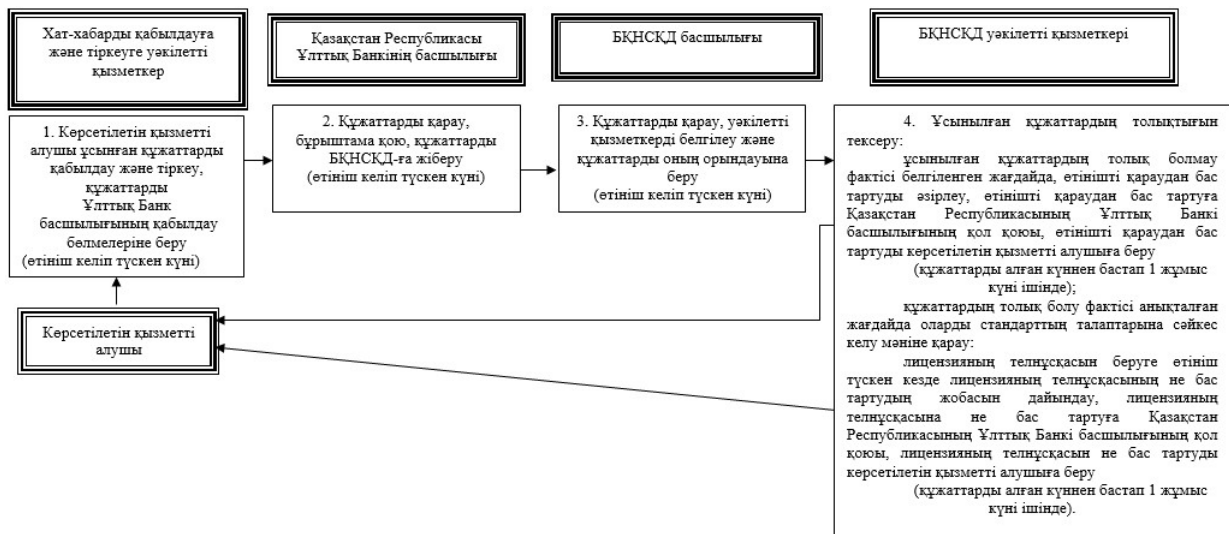 Хат-хабарды қабылдауға
және тіркеуге уәкілетті
қызметкер
Қазақстан Республикасы
Ұлттық Банкінің басшылығы
БҚНСҚД басшылығы
БҚНСҚД уәкілетті қызметкері
1. Көрсетілетін қызметті
алушы ұсынған құжаттарды
қабылдау және тіркеу,
құжаттарды
Ұлттық Банк
басшылығының қабылдау
бөлмелеріне беру
(өтініш келіп түскен күні)
2. Құжаттарды қарау,
бұрыштама қою, құжаттарды
БҚНСҚД-ға жіберу
(өтініш келіп түскен күні)
3. Құжаттарды қарау, уәкілетті
қызметкерді белгілеу және
құжаттарды оның орындауына
беру
(өтініш келіп түскен күні)
4. Ұсынылған құжаттардың толықтығын
тексеру:
ұсынылған құжаттардың толық болмау
фактісі белгіленген жағдайда, өтінішті қараудан бас
тартуды әзірлеу, өтінішті қараудан бас тартуға
Қазақстан Республикасының Ұлттық Банкі
басшылығының қол қоюы, өтінішті қараудан бас
тартуды көрсетілетін қызметті алушыға беру
(құжаттарды алған күннен бастап 1 жұмыс
күні ішінде);
құжаттардың толық болу фактісі анықталған
жағдайда оларды стандарттың талаптарына сәйкес
келу мәніне қарау:
лицензияның телнұсқасын беруге өтініш
түскен кезде лицензияның телнұсқасының не бас
тартудың жобасын дайындау, лицензияның
телнұсқасына не бас тартуға Қазақстан
Республикасының Ұлттық Банкі басшылығының қол
қоюы, лицензияның телнұсқасын не бас тартуды
көрсетілетін қызметті алушыға беру
(құжаттарды алған күннен бастап 1 жұмыс
күні ішінде).
Көрсетілетін қызметті
алушы